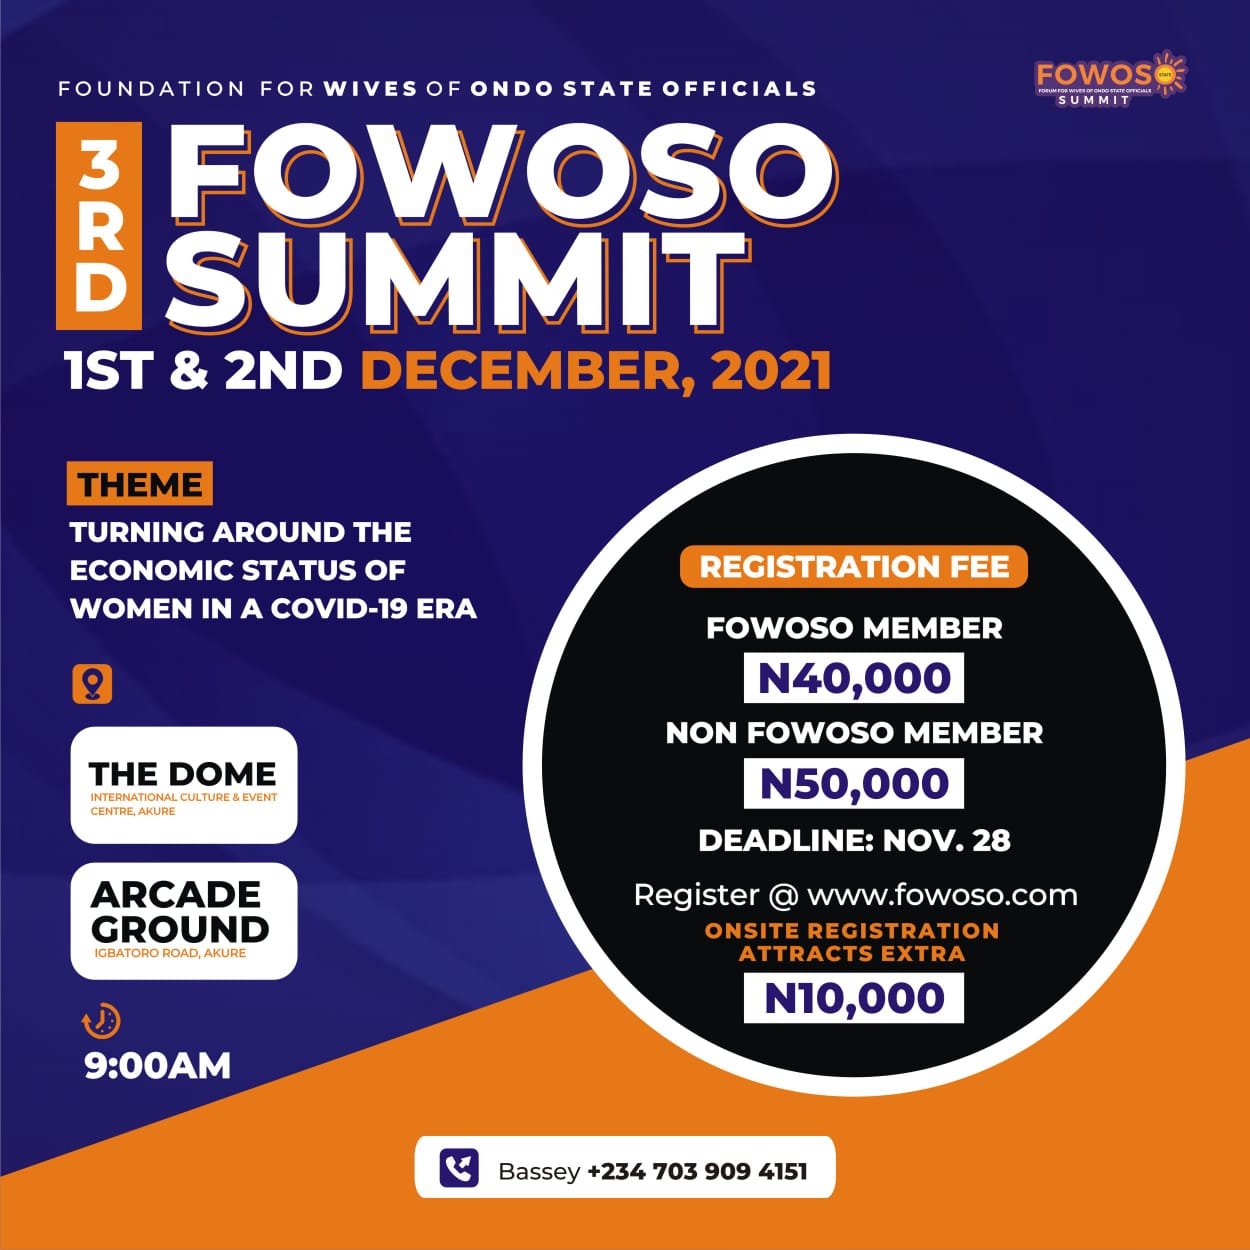 FOUNDATION FOR WIVES OF ONDO STATE OFFICIALS
FOWOSO
STATE
FORUM FOR WIVES OF ONDO STATE OFFICIALS
SUMMIT
3RD
FOWOSO
SUMMIT
1ST & 2ND DECEMBER, 2021
THEME
TURNING AROUND THE
ECONOMIC STATUS OF
WOMEN IN A COVID-19 ERA
THE DOME
INTERNATIONAL CULTURE & EVENT
CENTRE, AKURE
ARCADE
GROUND
IGBATORO ROAD, AKURE
9:00AM
REGISTRATION FEE
FOWOSO MEMBER
N40,000
NON FOWOSO MEMBER
N50,000
DEADLINE: NOV. 28
Register @ www.fowoso.com
ONSITE REGISTRATION
ATTRACTS EXTRA
N10,000
Bassey +234 703 909 4151